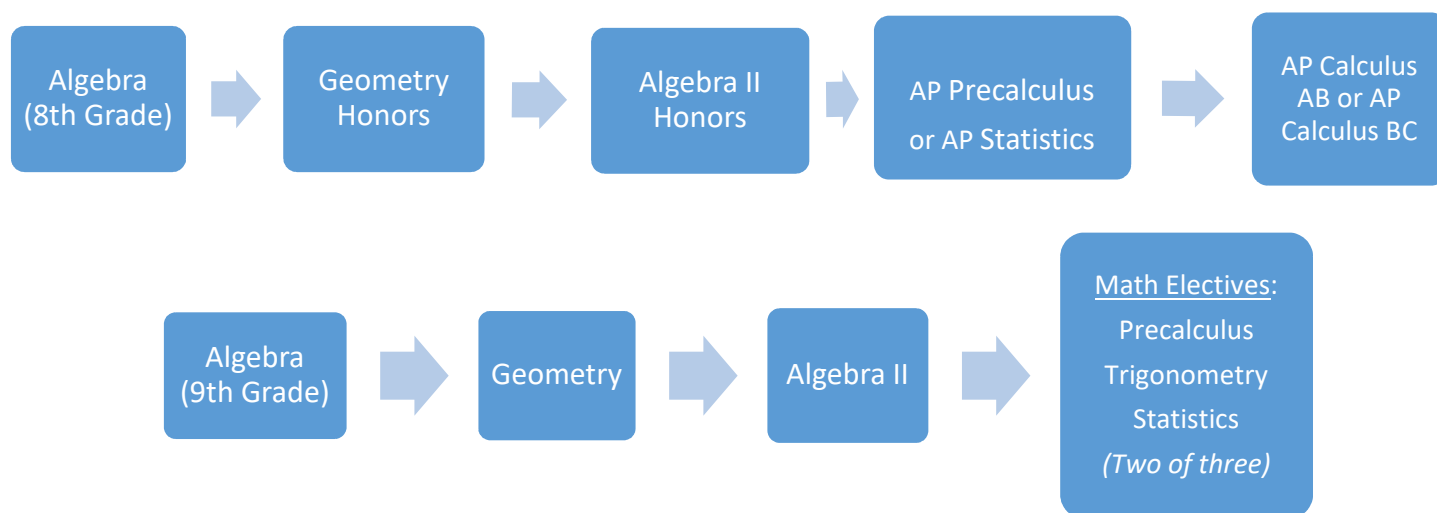 Algebra
(8th Grade)
Geometry
Honors
Algebra II
Honors
AP Precalculus
or AP Statistics
AP Calculus
AB or AP
Calculus BC
Algebra
(9th Grade)
Geometry
Algebra II
Math Electives:
Precalculus
Trigonometry
Statistics
(Two of three)